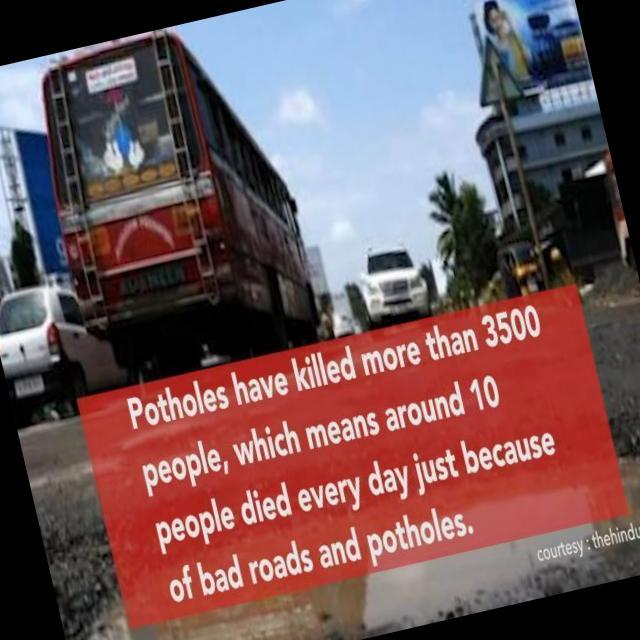 Potholes have killed more than 3500
people, which means around 10
people died every day just because
of bad roads and potholes.
courtesy : thehindu